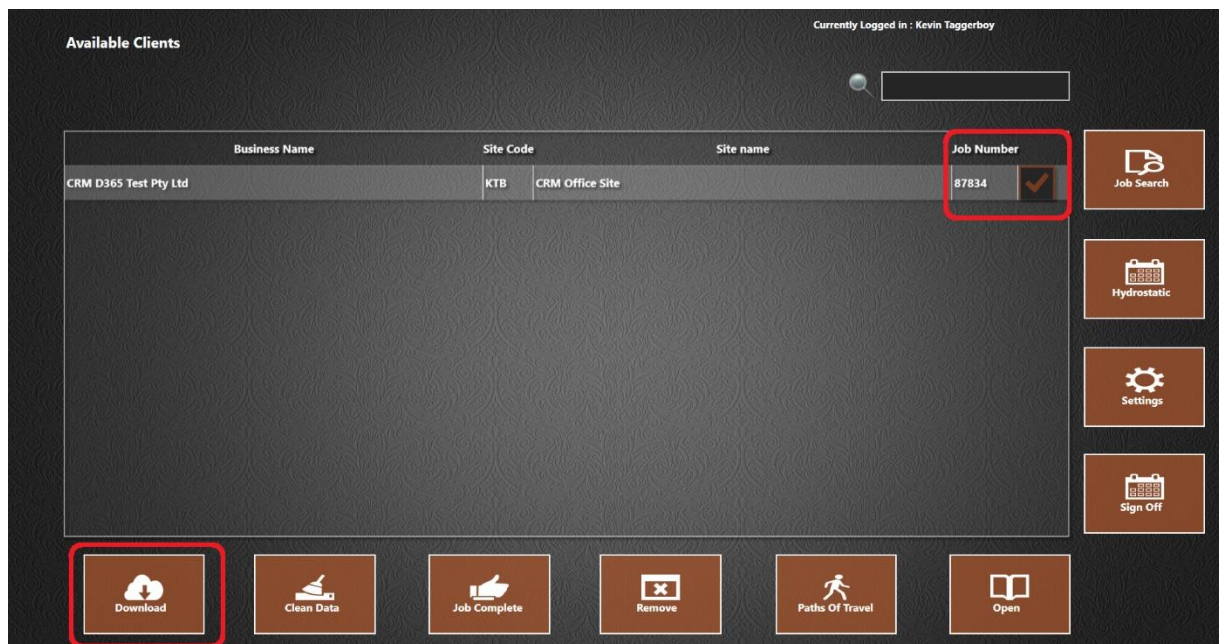 Currently Logged in : Kevin Taggerboy
Available Clients
Business Name Site Code Site name Job Number
CRM D365 Test Pty Ltd KTB CRM Office Site 87834
Job Search
Hydrostatic
Settings
Sign Off
Download Clean Data Job Complete Remove Paths Of Travel Open